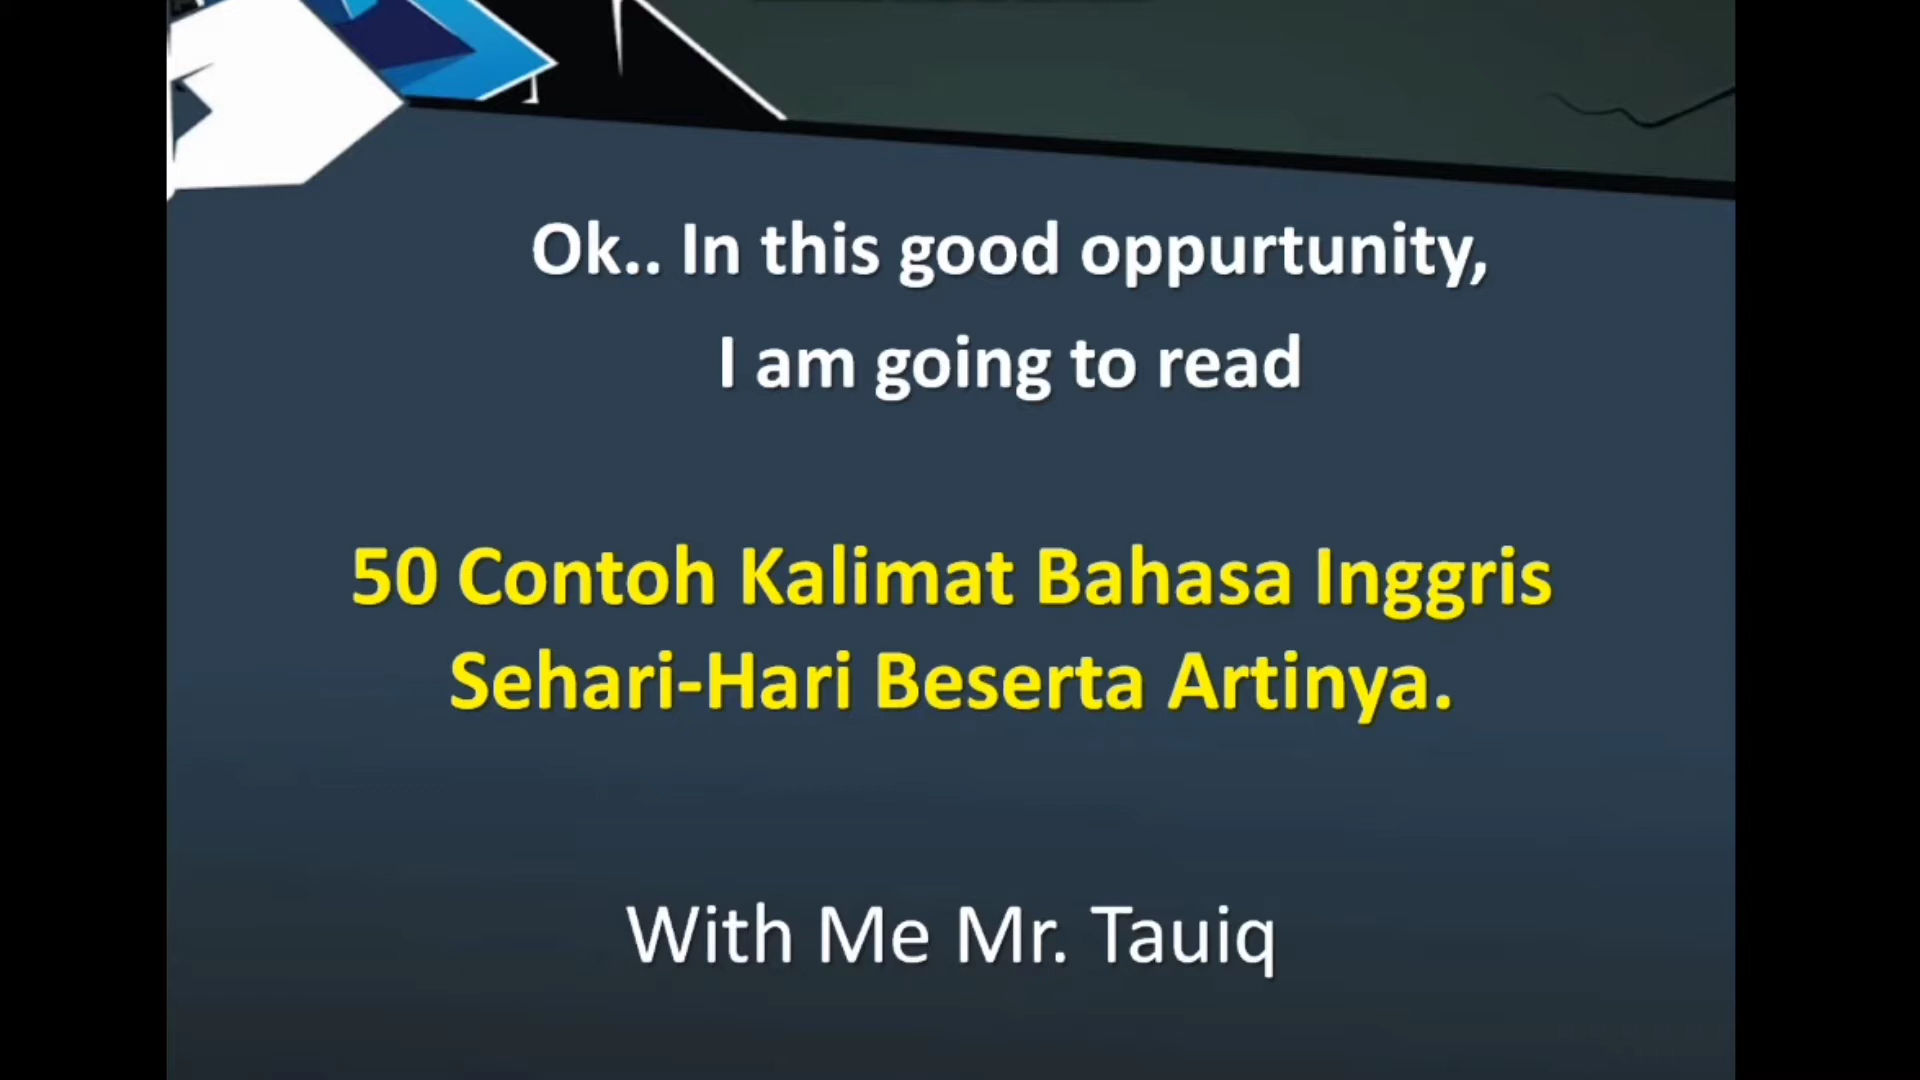 Ok.. In this good oppurtunity,
I am going to read
50 Contoh Kalimat Bahasa Inggris
Sehari-Hari Beserta Artinya.
With Me Mr. Tauiq